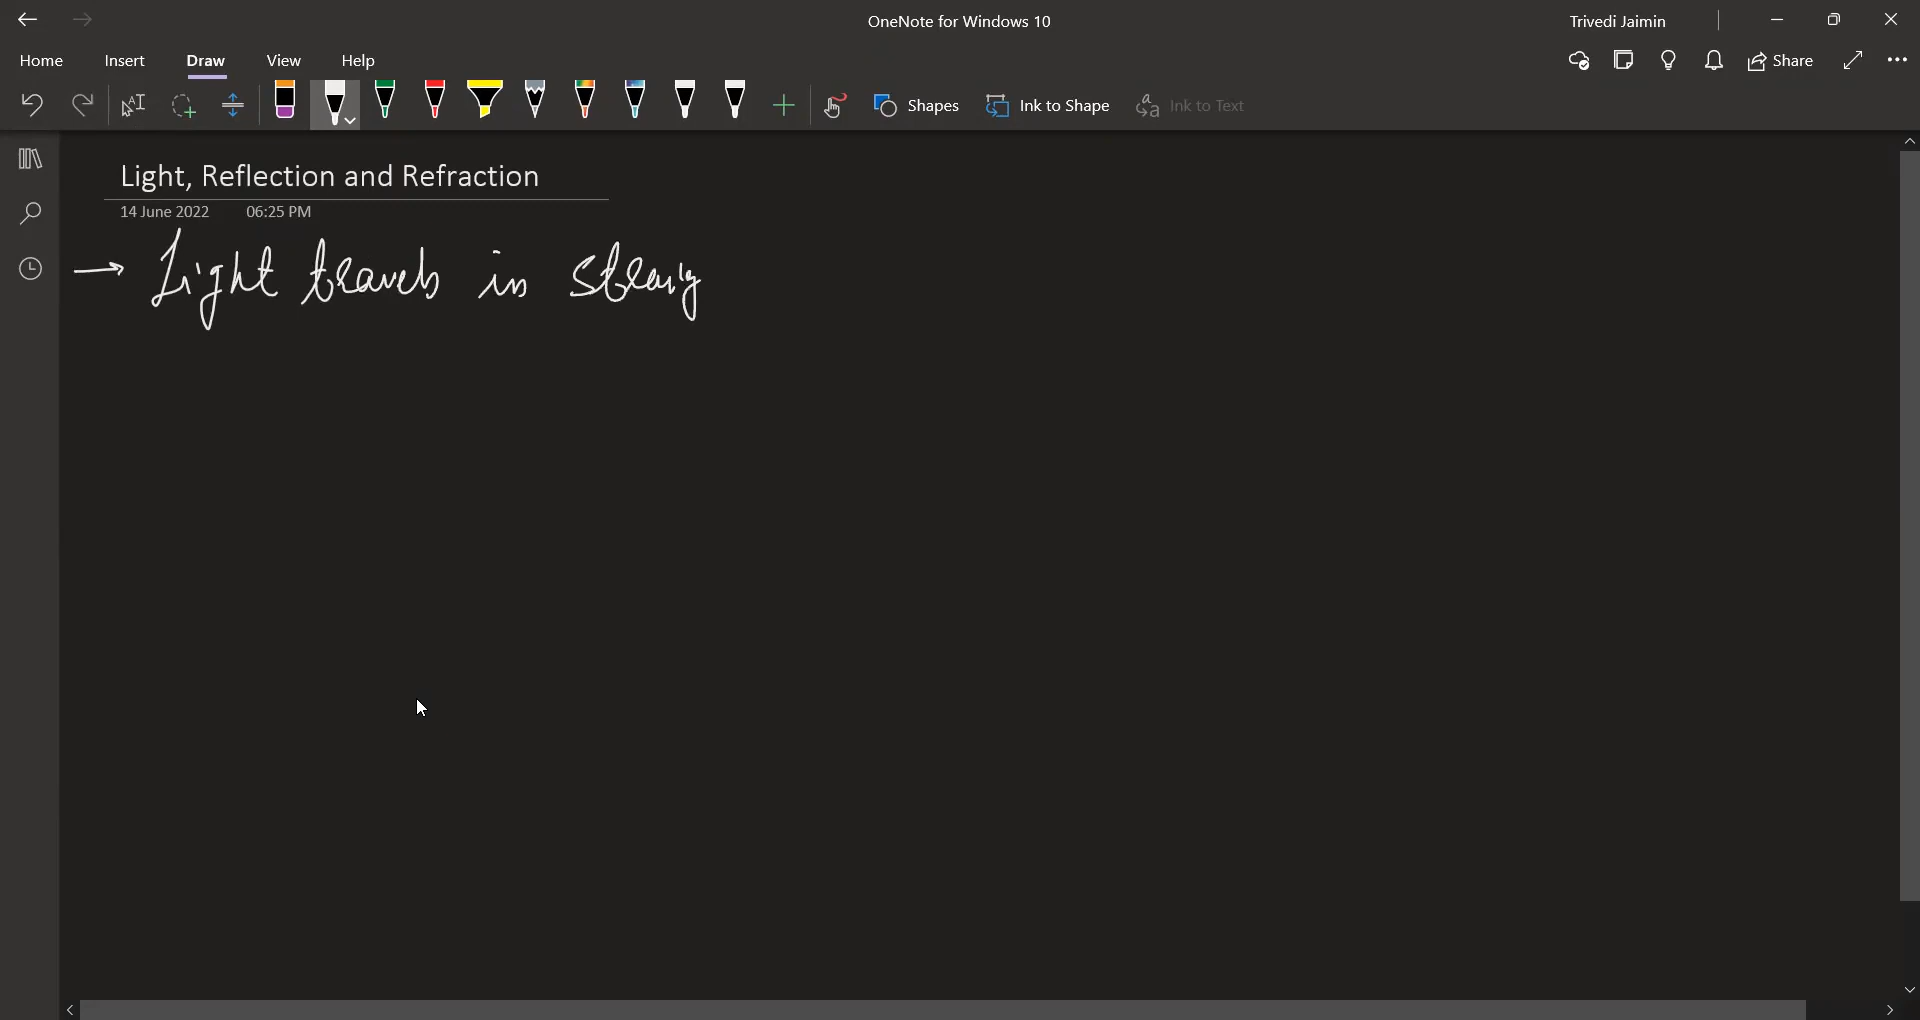 OneNote for Windows 10
Trivedi Jaimin
Home Insert Draw View Help
Share
Shapes Ink to Shape Ink to Text
Light, Reflection and Refraction
14 June 2022 06:25 PM
→ Light travels in straig